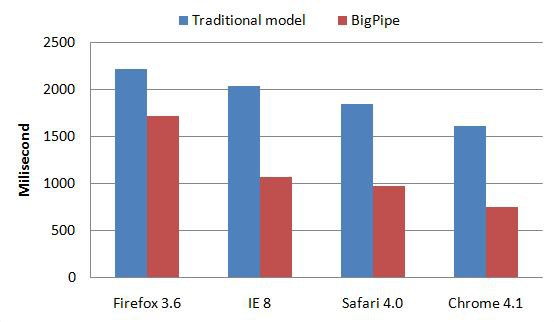 Traditional model BigPipe
2500
2000
1500
1000
500
0
Milisecond
Firefox 3.6 IE 8 Safari 4.0 Chrome 4.1